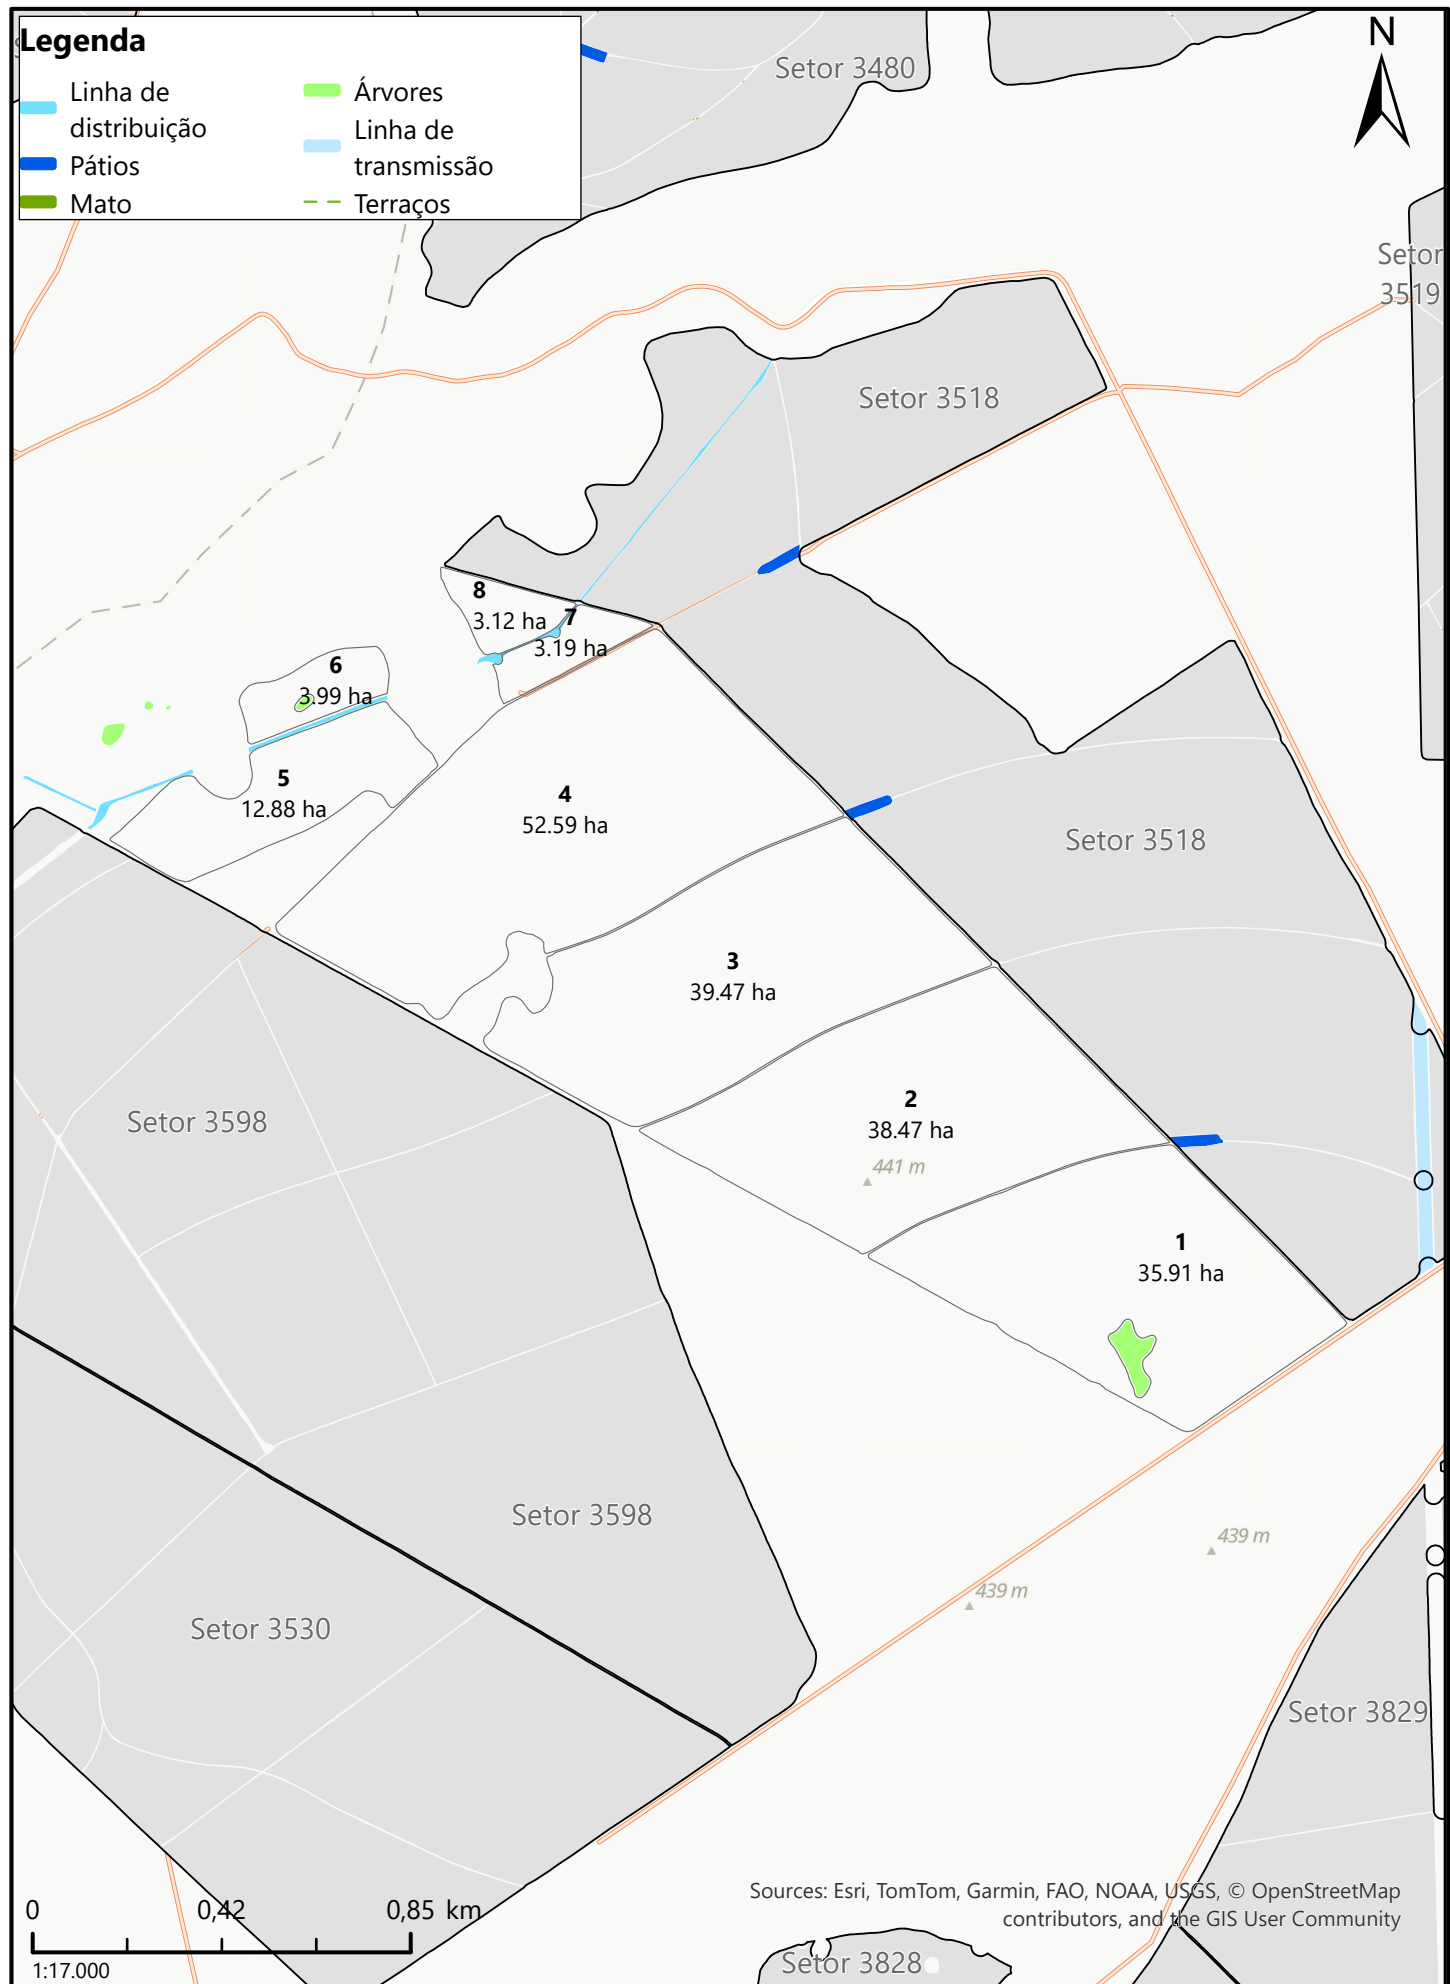 Legenda
Linha de
distribuição
Pátios
Mato
Árvores
Linha de
transmissão
Terraços
N
Setor 3480
Setor
3519
Setor 3518
8
3.12 ha
7
3.19 ha
6
3.99 ha
5
12.88 ha
4
52.59 ha
Setor 3518
3
39.47 ha
2
38.47 ha
441 m
Setor 3598
1
35.91 ha
Setor 3598
439 m
439 m
Setor 3530
Setor 3829
Sources: Esri, TomTom, Garmin, FAO, NOAA, USGS, © OpenStreetMap
contributors, and the GIS User Community
0 0,42 0,85 km
1:17.000
Setor 3828